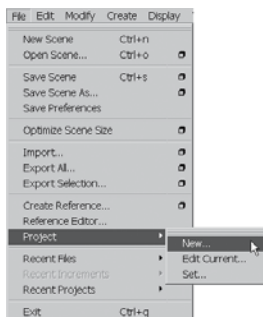 File Edit Modify Create Display
New Scene Ctrl+n
Open Scene... Ctrl+o
Save Scene Ctrl+s
Save Scene As...
Save Preferences
Optimize Scene Size
Import...
Export All...
Export Selection...
Create Reference...
Reference Editor...
Project
New...
Edit Current...
Set...
Recent Files
Recent Increments
Recent Projects
Exit Ctrl+q